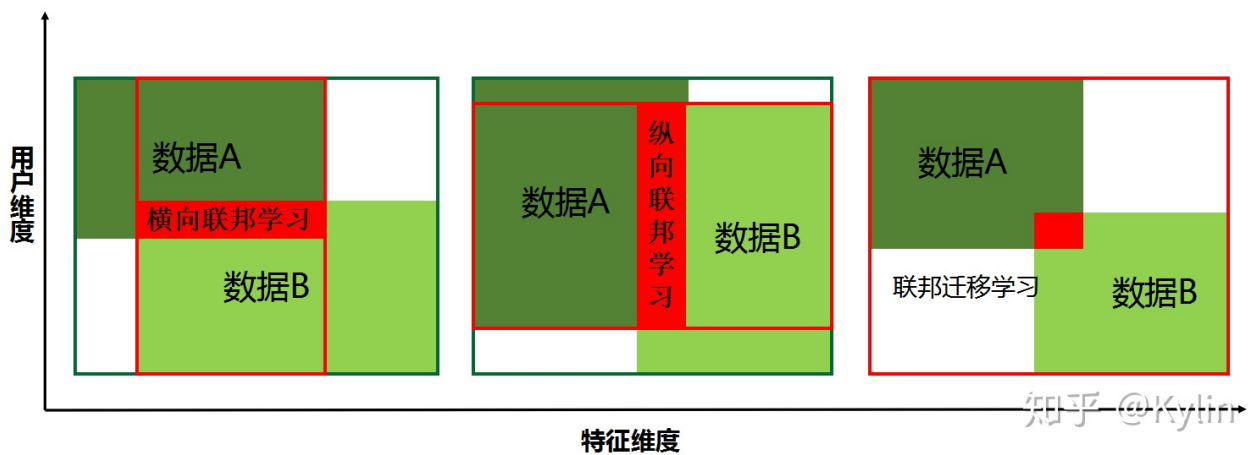 用户维度
数据A
横向联邦学习
数据B
数据A
纵向联邦学习
数据B
数据A
联邦迁移学习
数据B
特征维度
知乎 @Kylin